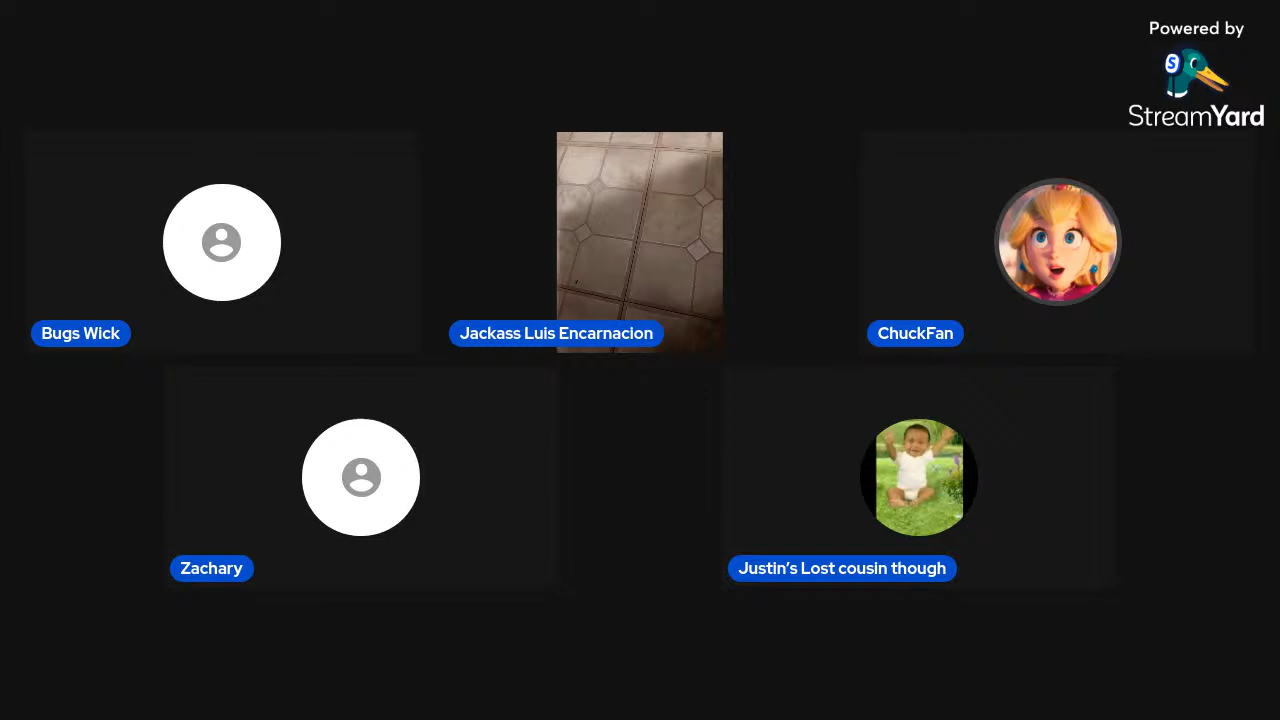 Powered by
StreamYard
Bugs Wick
Jackass Luis Encarnacion
ChuckFan
Zachary
Justin’s Lost cousin though